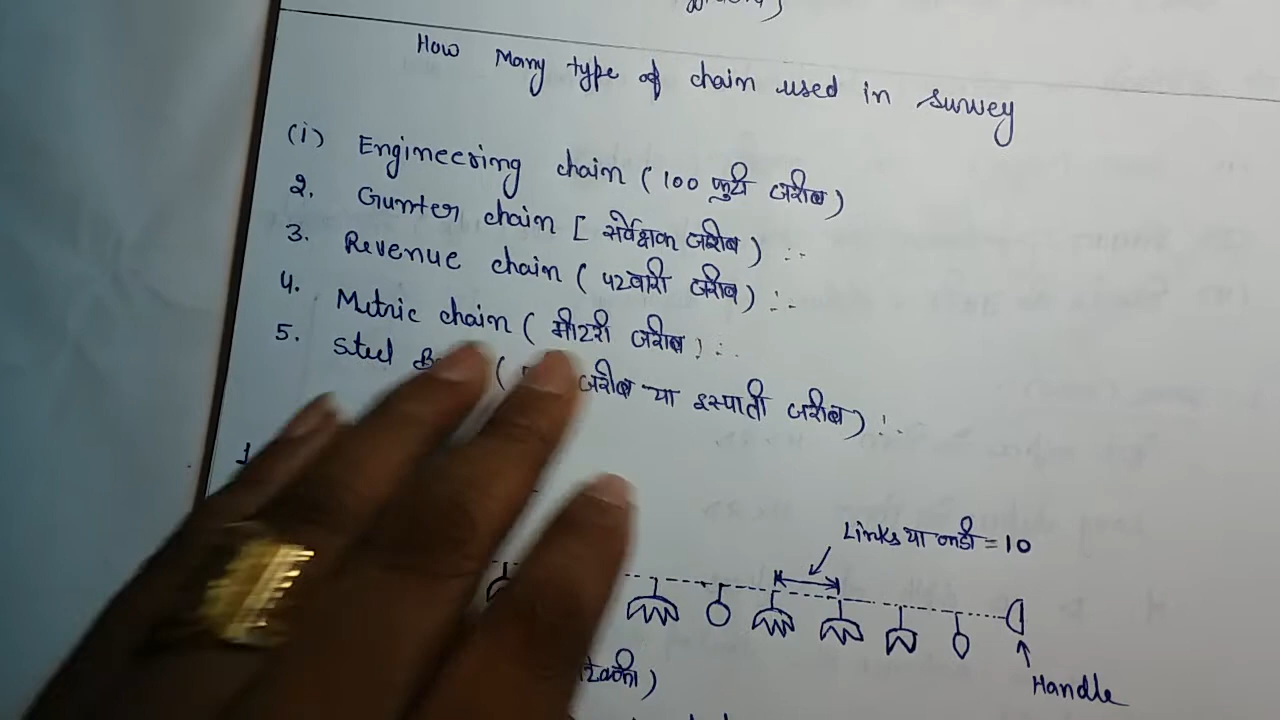 How Many type of chain used in survey
(i) Engineering chain ( 100 फुटी जरीब )
2. Gunter chain [ सर्वेक्षक जरीब ) :-
3. Revenue chain ( पटवारी जरीब ) :-
4. Metric chain ( मीटरी जरीब ) :-
5. Steel जरीब या इस्पाती जरीब ) :-
1
Links या कडी = 10
Handle